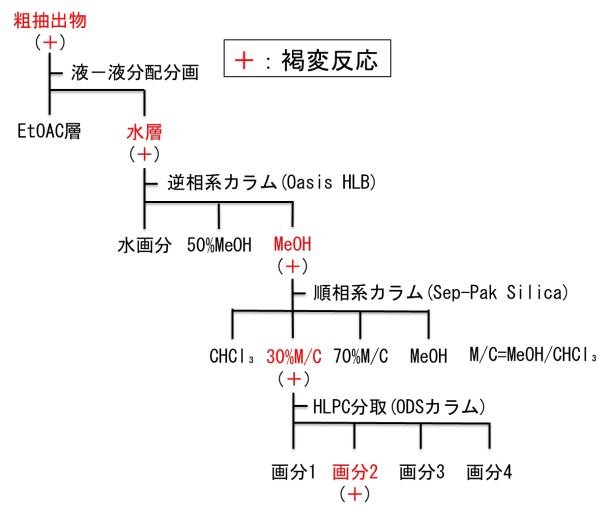 粗抽出物
(+)
+:褐変反応
液－液分配分画
EtOAC層
水層
(+)
逆相系カラム(Oasis HLB)
水画分 50%MeOH MeOH
(+)
順相系カラム(Sep-Pak Silica)
CHCl₃ 30%M/C 70%M/C MeOH M/C=MeOH/CHCl₃
(+)
HLPC分取(ODSカラム)
画分1 画分2 画分3 画分4
(+)